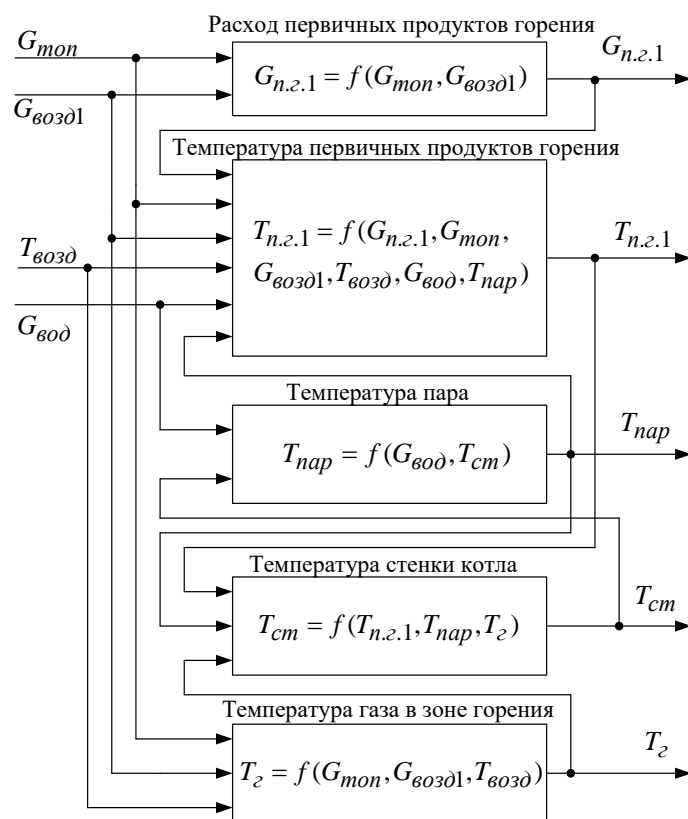 Расход первичных продуктов горения
G_топ
G_п.г.1 = f(G_топ, G_возд1)
G_п.г.1
G_возд1
Температура первичных продуктов горения
T_п.г.1 = f(G_п.г.1, G_топ,
G_возд1, T_возд, G_вод, T_пар)
T_п.г.1
T_возд
G_вод
Температура пара
T_пар = f(G_вод, T_ст)
T_пар
Температура стенки котла
T_ст = f(T_п.г.1, T_пар, T_г)
T_ст
Температура газа в зоне горения
T_г = f(G_топ, G_возд1, T_возд)
T_г